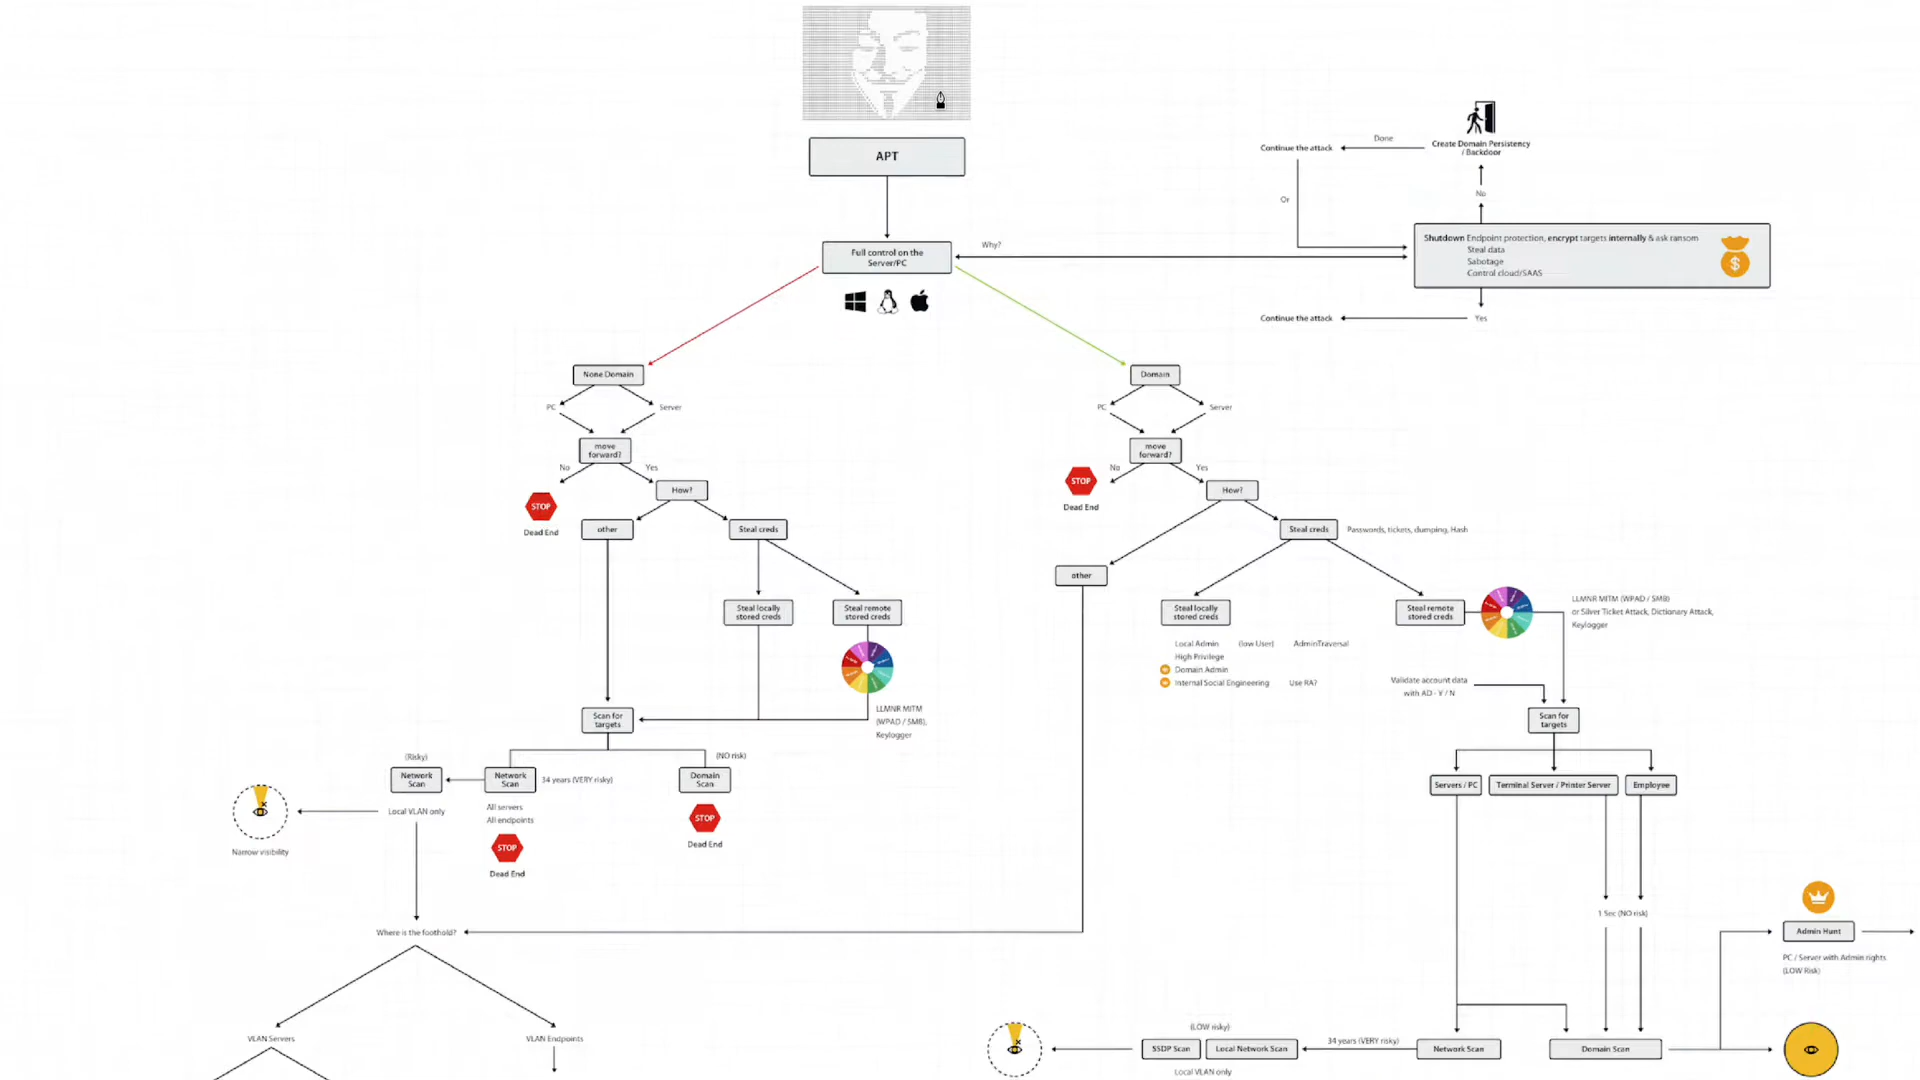 APT
Full control on the
Server/PC
Why?
Done
Continue the attack
Create Domain Persistency
/ Backdoor
Or
No
Shutdown Endpoint protection, encrypt targets internally & ask ransom
Steal data
Sabotage
Control cloud/SAAS
$
Continue the attack
Yes
None Domain
PC
Server
move
forward?
No
Yes
STOP
Dead End
How?
other
Steal creds
Steal locally
stored creds
Steal remote
stored creds
LLMNR MITM
(WPAD / SMB),
Keylogger
Scan for
targets
(Risky)
Network
Scan
Network
Scan
34 years (VERY risky)
(NO risk)
Domain
Scan
Local VLAN only
All servers
All endpoints
STOP
Dead End
STOP
Dead End
Narrow visibility
Where is the foothold?
VLAN Servers
VLAN Endpoints
Domain
PC
Server
move
forward?
No
Yes
STOP
Dead End
How?
Steal creds
Passwords, tickets, dumping, Hash
other
Steal locally
stored creds
Local Admin (low User) AdminTraversal
High Privilege
Domain Admin
Internal Social Engineering Use RA?
Steal remote
stored creds
LLMNR MITM (WPAD / SMB)
or Silver Ticket Attack, Dictionary Attack,
Keylogger
Validate account data
with AD - Y / N
Scan for
targets
Servers / PC
Terminal Server / Printer Server
Employee
1 Sec (NO risk)
Admin Hunt
PC / Server with Admin rights
(LOW Risk)
(LOW risky)
SSDP Scan
Local Network Scan
34 years (VERY risky)
Network Scan
Domain Scan
Local VLAN only